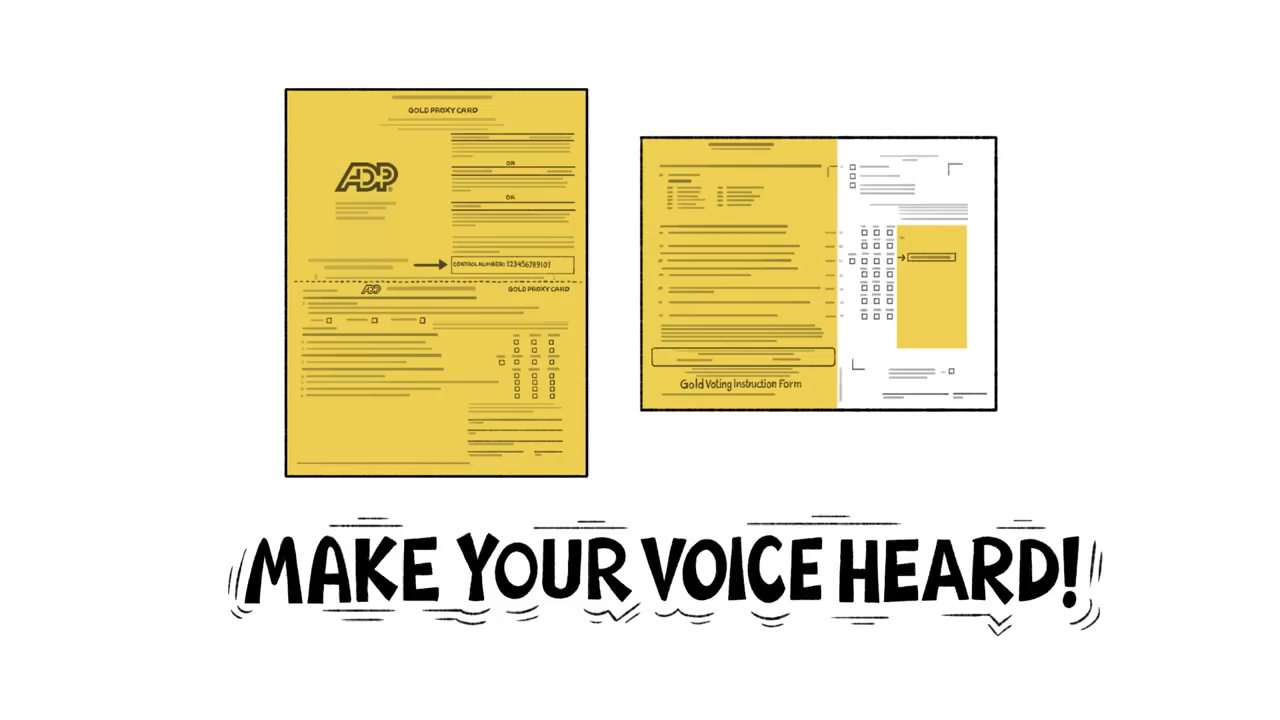 GOLD PROXY CARD
OR
ADP
OR
CONTROL NUMBER: 123456789101
ADP
GOLD PROXY CARD
Gold Voting Instruction Form
MAKE YOUR VOICE HEARD!